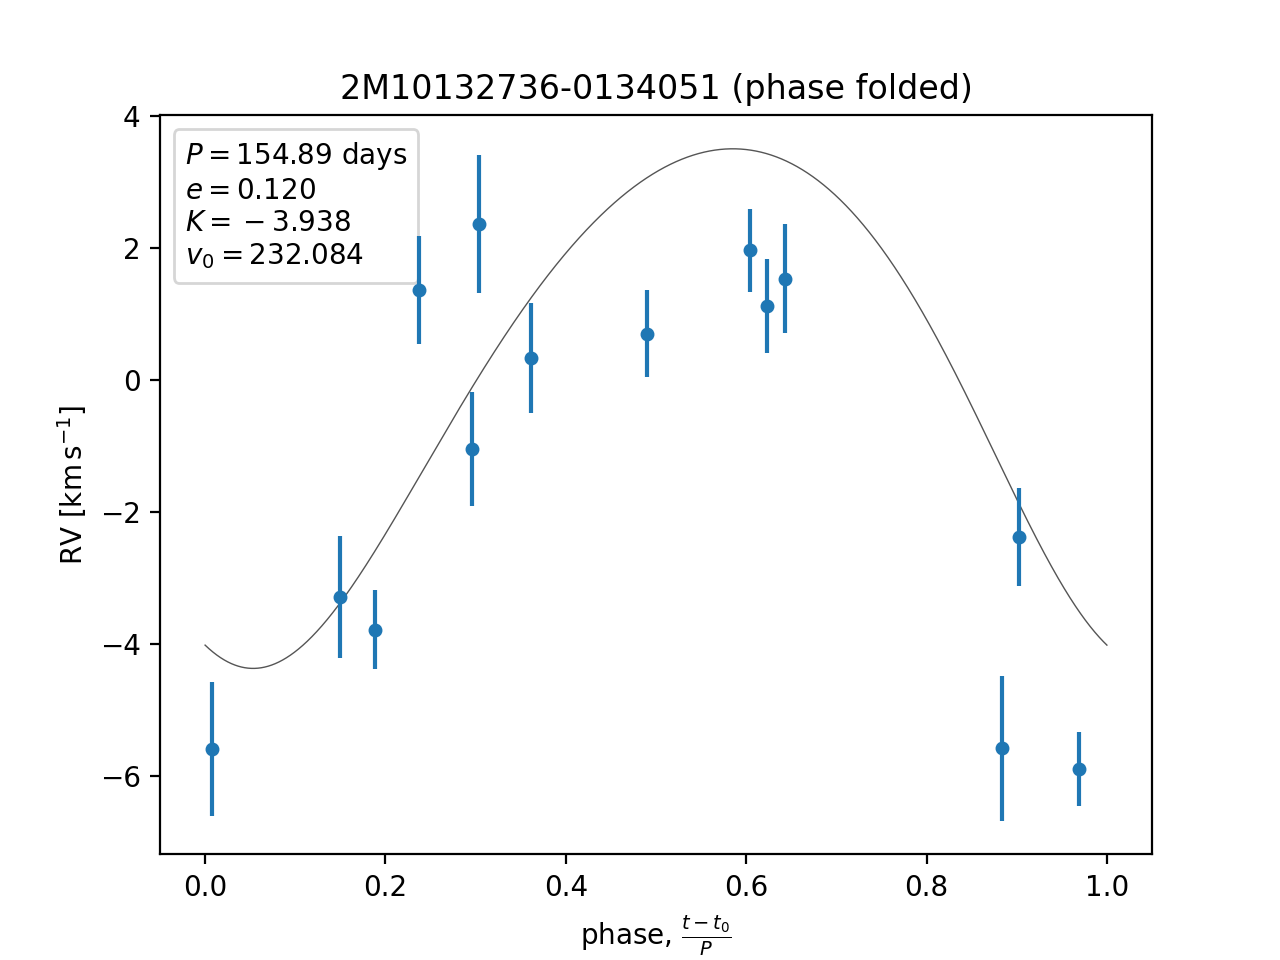 2M10132736-0134051 (phase folded)
P = 154.89 days
e = 0.120
K = −3.938
v₀ = 232.084
RV [km s⁻¹]
4
2
0
−2
−4
−6
0.0 0.2 0.4 0.6 0.8 1.0
phase, (t − t₀)/P